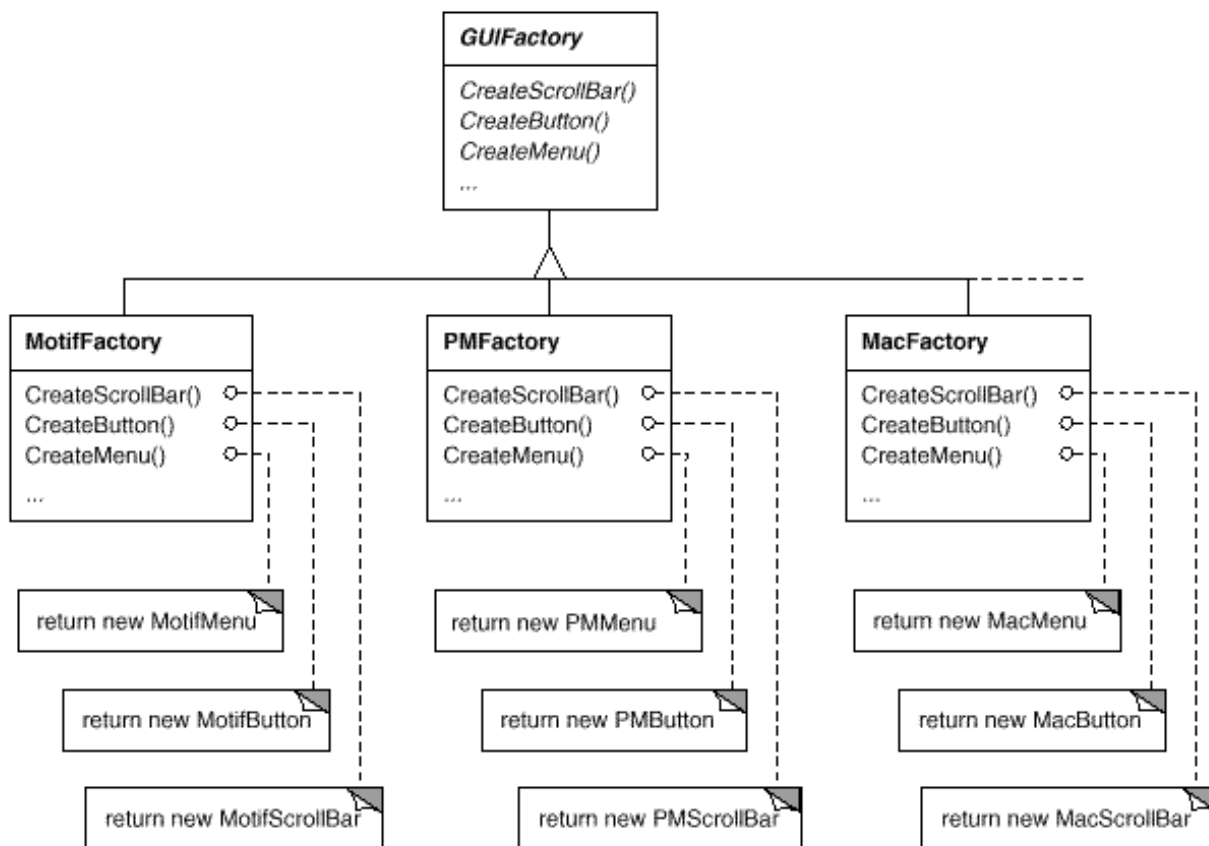 GUIFactory
CreateScrollBar()
CreateButton()
CreateMenu()
...
MotifFactory
CreateScrollBar()
CreateButton()
CreateMenu()
...
PMFactory
CreateScrollBar()
CreateButton()
CreateMenu()
...
MacFactory
CreateScrollBar()
CreateButton()
CreateMenu()
...
return new MotifMenu
return new PMMenu
return new MacMenu
return new MotifButton
return new PMButton
return new MacButton
return new MotifScrollBar
return new PMScrollBar
return new MacScrollBar